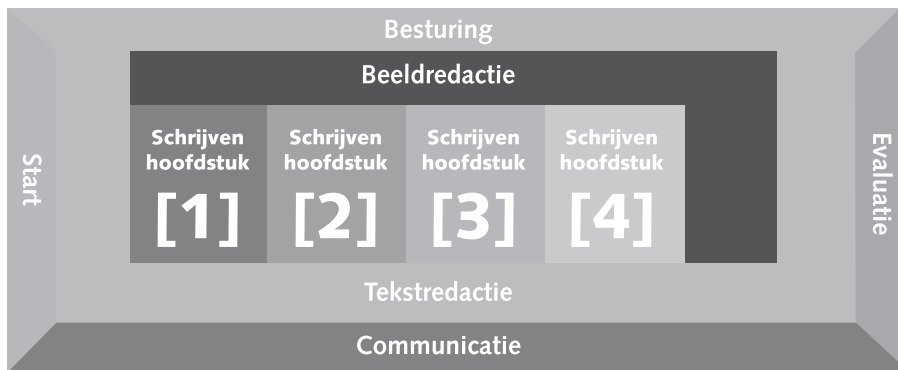 Besturing
Beeldredactie
Start
Schrijven
hoofdstuk
[1]
Schrijven
hoofdstuk
[2]
Schrijven
hoofdstuk
[3]
Schrijven
hoofdstuk
[4]
Evaluatie
Tekstredactie
Communicatie